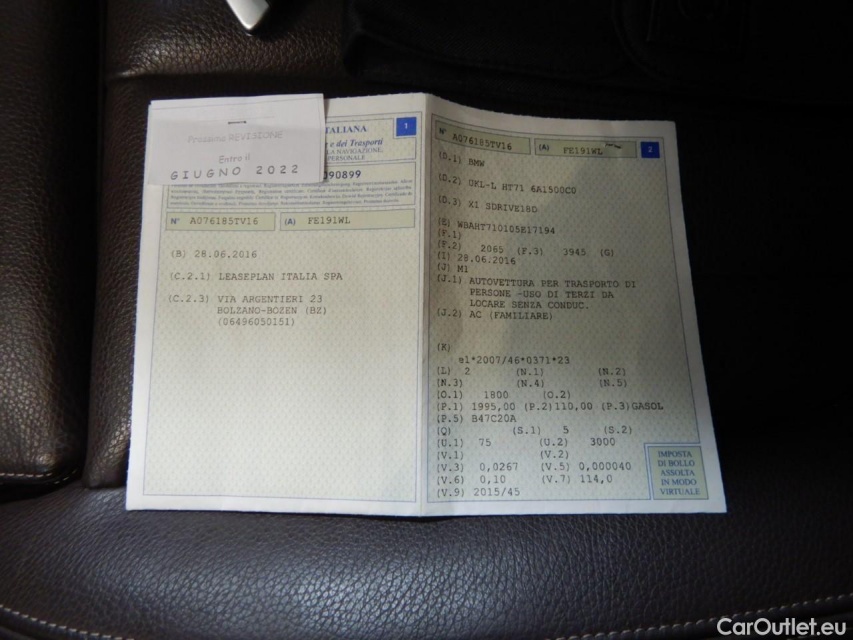 Prossima REVISIONE
Entro il
GIUGNO 2022
TALIANA
e dei Trasporti
LA NAVIGAZIONE,
PERSONALE
1
090899
N° A076185TV16 (A) FE191WL
(B) 28.06.2016
(C.2.1) LEASEPLAN ITALIA SPA
(C.2.3) VIA ARGENTIERI 23
BOLZANO-BOZEN (BZ)
(06496050151)
N° A076185TV16 (A) FE191WL 2
(D.1) BMW
(D.2) UKL-L HT71 6A1500C0
(D.3) X1 SDRIVE18D
(E) WBAHT710105E17194
(F.1)
(F.2) 2065 (F.3) 3945 (G)
(I) 28.06.2016
(J) M1
(J.1) AUTOVETTURA PER TRASPORTO DI
PERSONE -USO DI TERZI DA
LOCARE SENZA CONDUC.
(J.2) AC (FAMILIARE)
(K)
e1*2007/46*0371*23
(L) 2 (N.1) (N.2)
(N.3) (N.4) (N.5)
(O.1) 1800 (O.2)
(P.1) 1995,00 (P.2)110,00 (P.3)GASOL
(P.5) B47C20A
(Q) (S.1) 5 (S.2)
(U.1) 75 (U.2) 3000
(V.1) (V.2)
(V.3) 0,0267 (V.5) 0,000040
(V.6) 0,10 (V.7) 114,0
(V.9) 2015/45
IMPOSTA
DI BOLLO
ASSOLTA
IN MODO
VIRTUALE
CarOutlet.eu